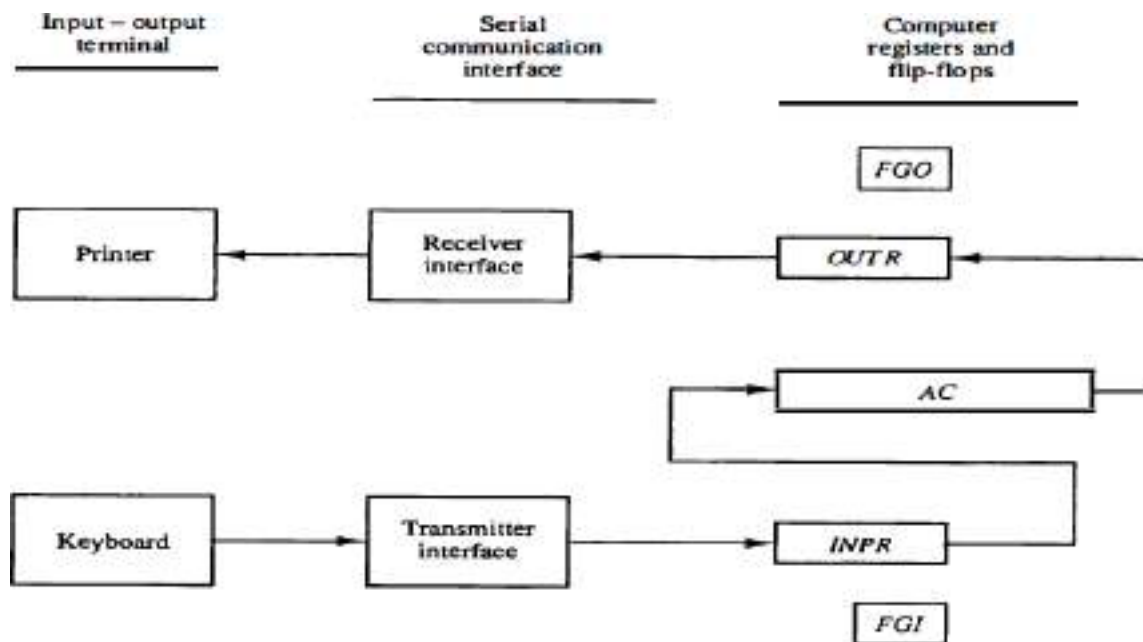 Input – output
terminal
Serial
communication
interface
Computer
registers and
flip-flops
FGO
Printer
Receiver
interface
OUTR
AC
Keyboard
Transmitter
interface
INPR
FGI